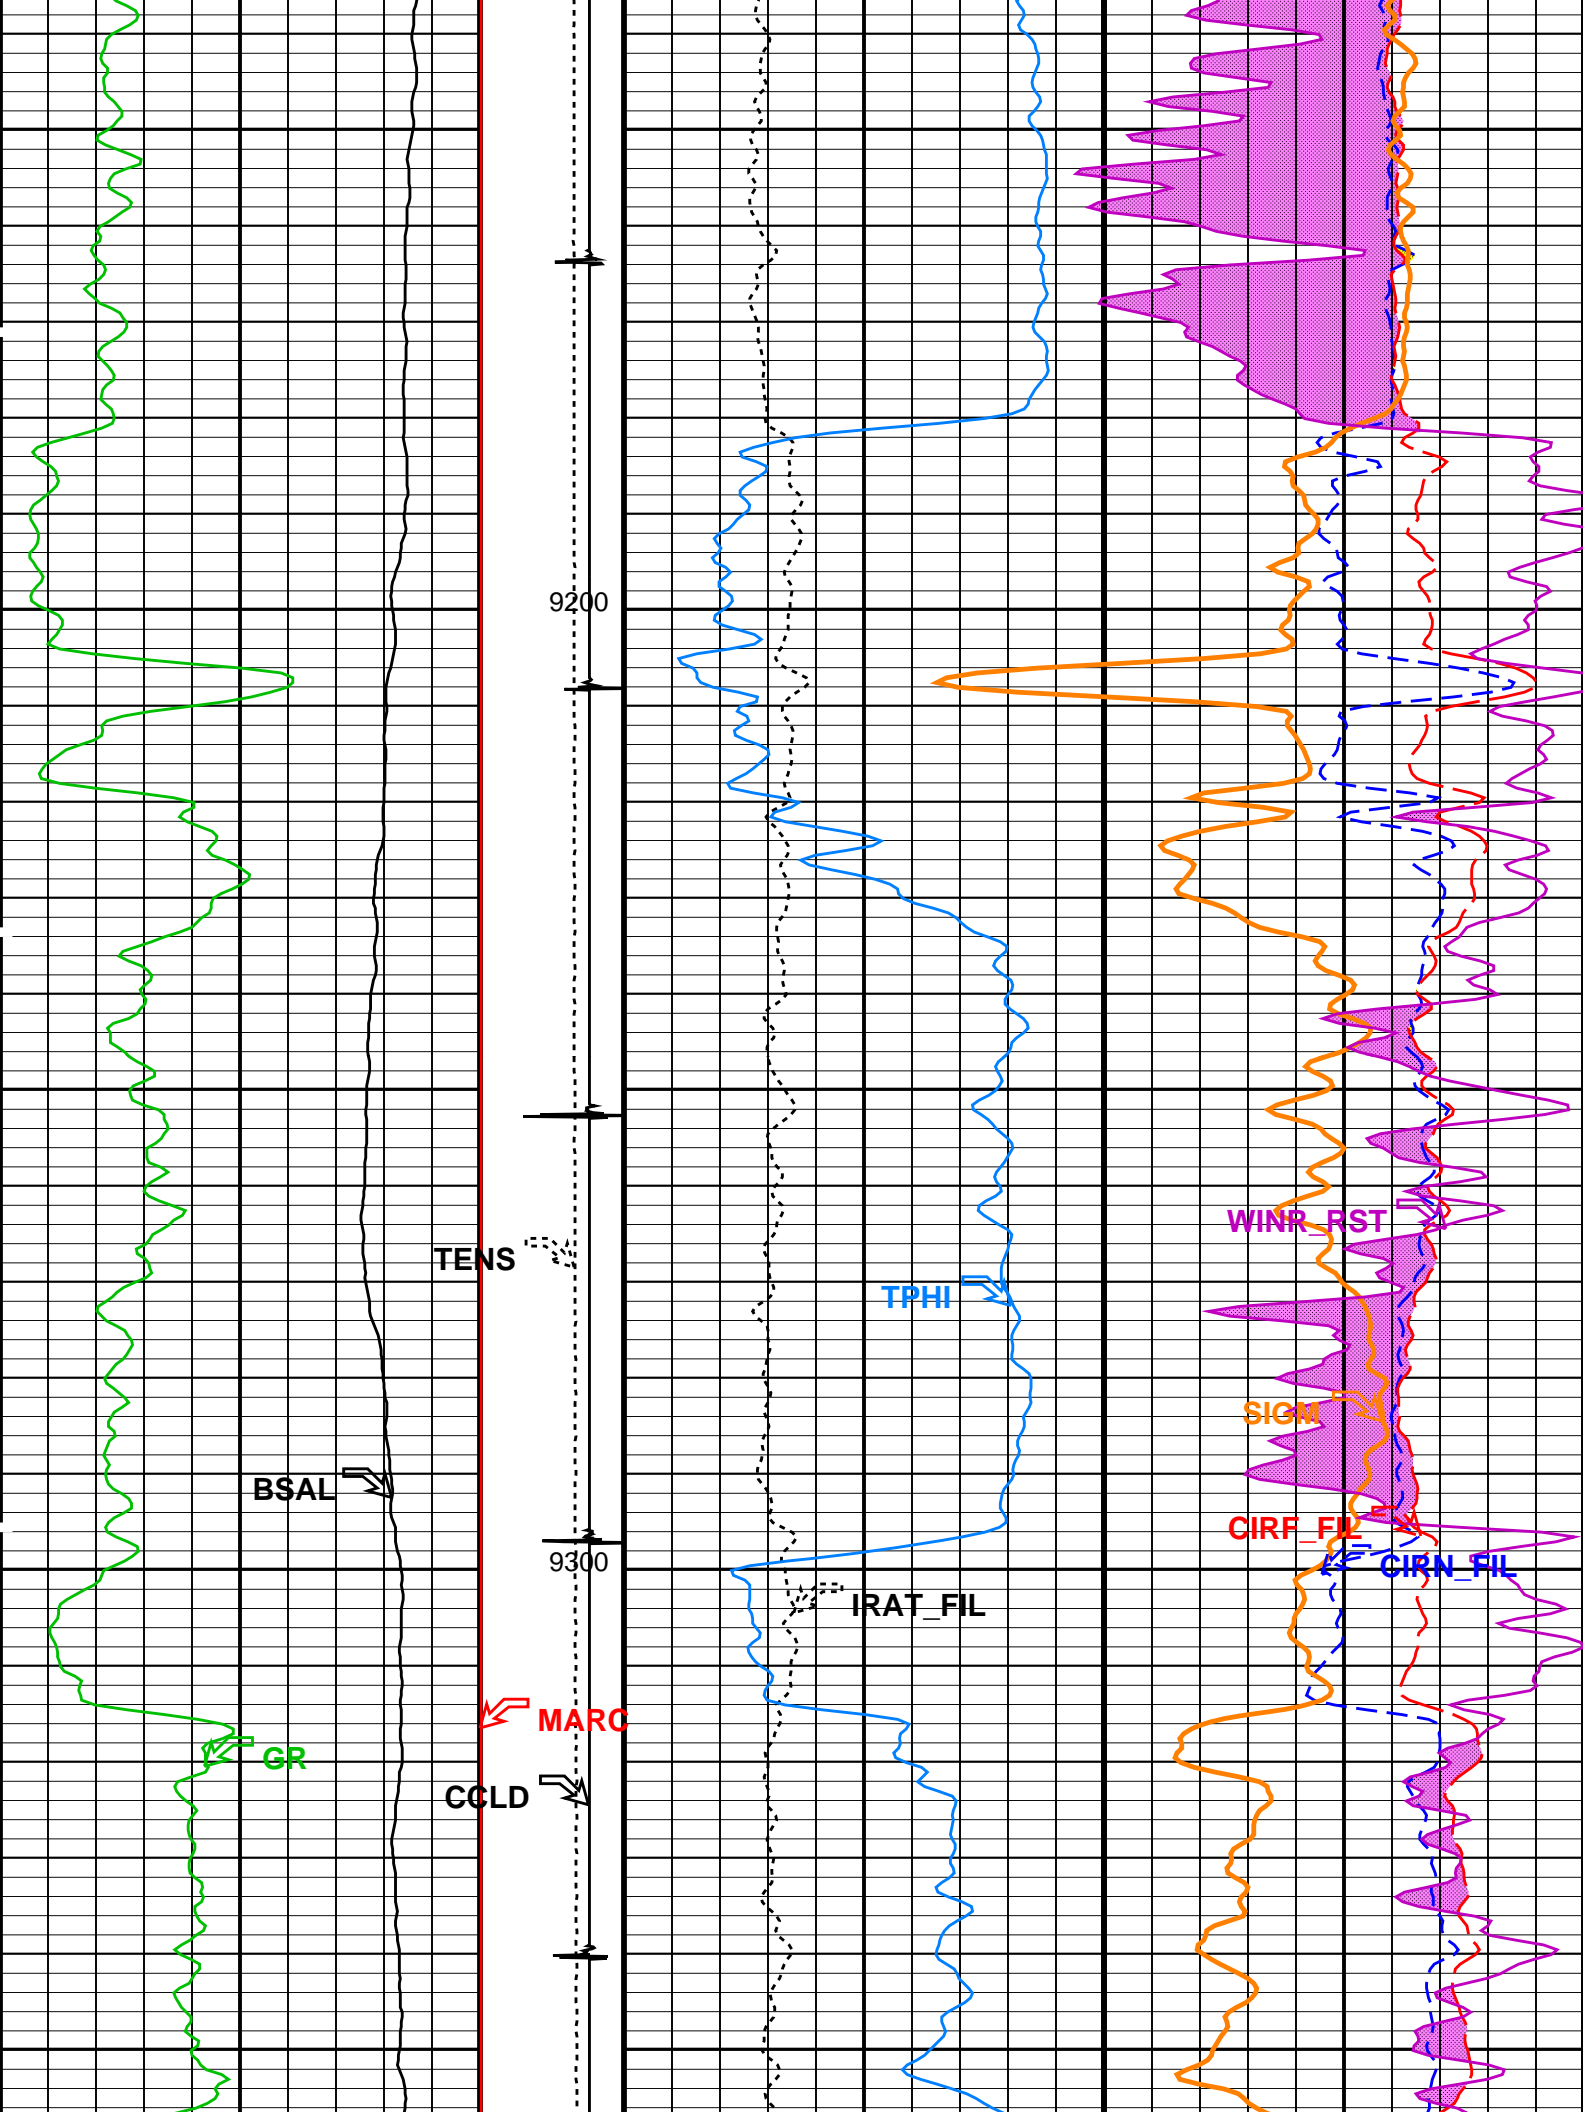 9200
WINR_RST
TENS
TPHI
SIGM
BSAL
CIRF_FIL
9300
CIRN_FIL
IRAT_FIL
MARC
GR
CCLD